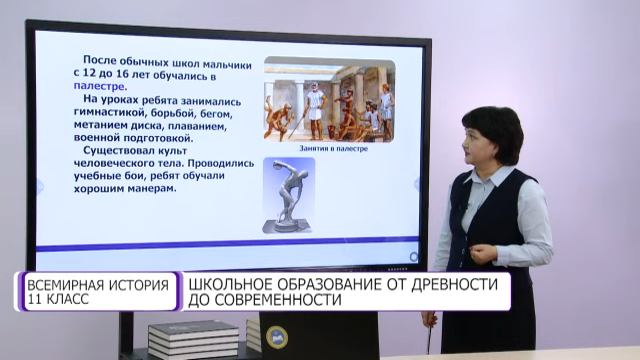 После обычных школ мальчики
с 12 до 16 лет обучались в
палестре.
На уроках ребята занимались
гимнастикой, борьбой, бегом,
метанием диска, плаванием,
военной подготовкой.
Существовал культ
человеческого тела. Проводились
учебные бои, ребят обучали
хорошим манерам.
Занятия в палестре
ВСЕМИРНАЯ ИСТОРИЯ
11 КЛАСС
ШКОЛЬНОЕ ОБРАЗОВАНИЕ ОТ ДРЕВНОСТИ
ДО СОВРЕМЕННОСТИ